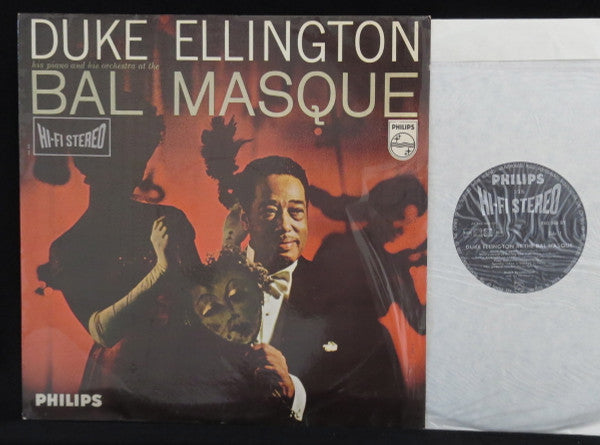 DUKE ELLINGTON
his piano and his orchestra at the
BAL MASQUE
HI-FI STEREO
PHILIPS
PHILIPS
PHILIPS
HI-FI STEREO
DUKE ELLINGTON AT THE BAL MASQUE